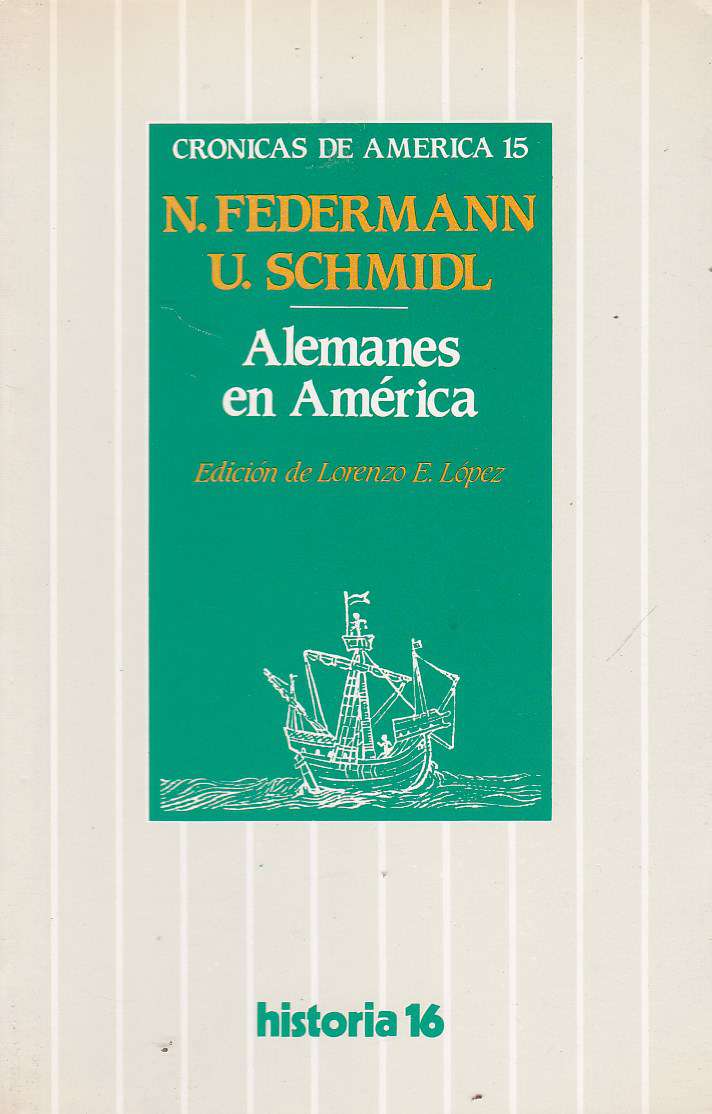 CRONICAS DE AMERICA 15
N. FEDERMANN
U. SCHMIDL
Alemanes
en América
Edición de Lorenzo E. López
historia 16